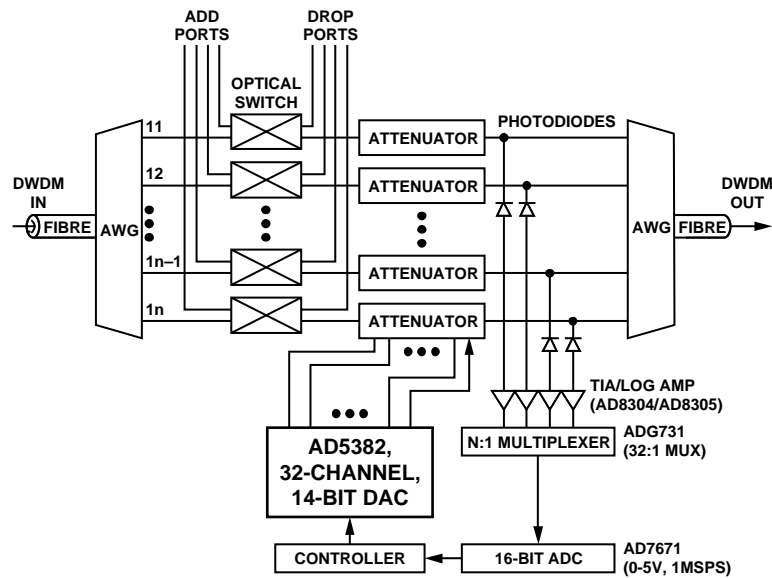 ADD
PORTS
DROP
PORTS
OPTICAL
SWITCH
PHOTODIODES
11
ATTENUATOR
12
ATTENUATOR
DWDM
IN
FIBRE
AWG
AWG
FIBRE
DWDM
OUT
1n–1
ATTENUATOR
1n
ATTENUATOR
TIA/LOG AMP
(AD8304/AD8305)
AD5382,
32-CHANNEL,
14-BIT DAC
N:1 MULTIPLEXER
ADG731
(32:1 MUX)
CONTROLLER
16-BIT ADC
AD7671
(0-5V, 1MSPS)